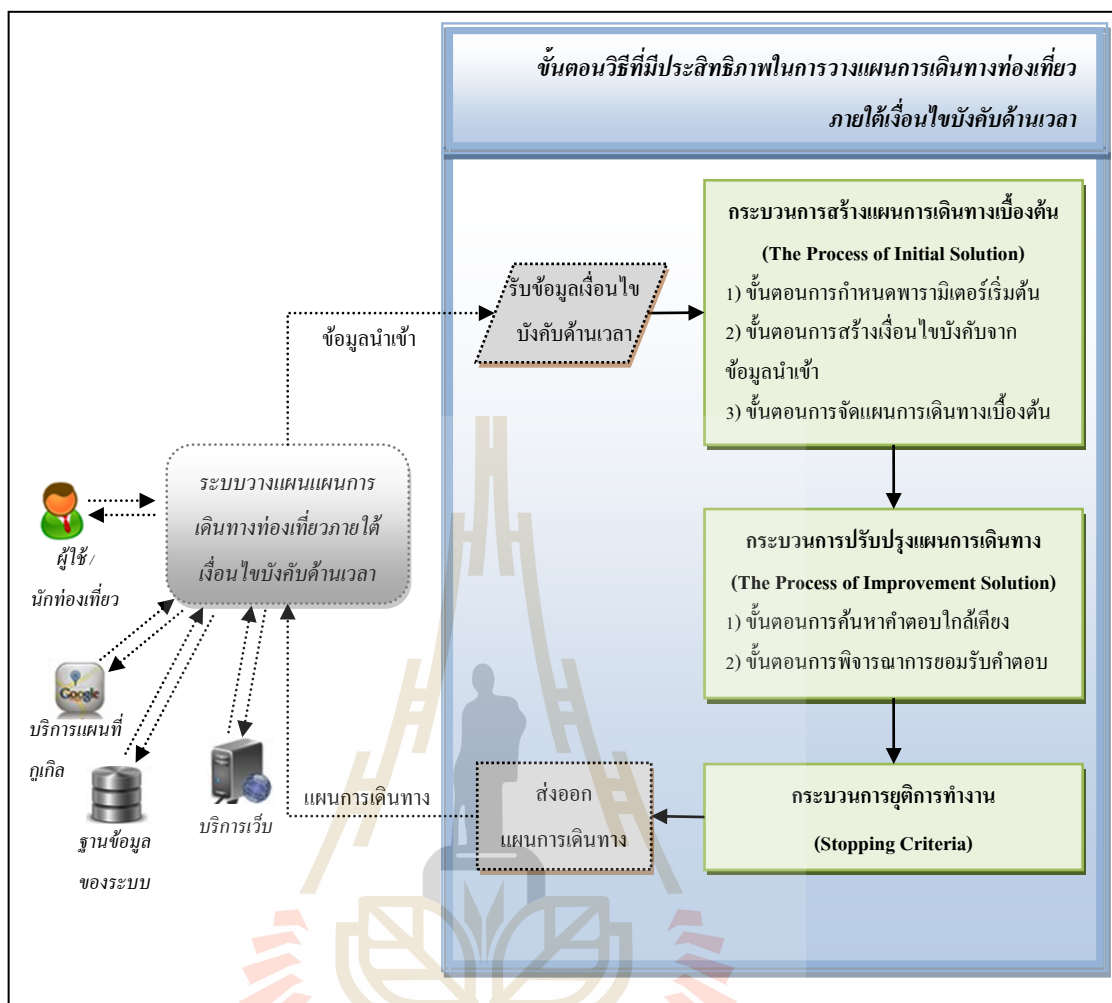 ขั้นตอนวิธีที่มีประสิทธิภาพในการวางแผนการเดินทางท่องเที่ยว
ภายใต้เงื่อนไขบังคับด้านเวลา
กระบวนการสร้างแผนการเดินทางเบื้องต้น
(The Process of Initial Solution)
1) ขั้นตอนการกำหนดพารามิเตอร์เริ่มต้น
2) ขั้นตอนการสร้างเงื่อนไขบังคับจาก
ข้อมูลนำเข้า
3) ขั้นตอนการจัดแผนการเดินทางเบื้องต้น
รับข้อมูลเงื่อนไข
บังคับด้านเวลา
ข้อมูลนำเข้า
ระบบวางแผนแผนการ
เดินทางท่องเที่ยวภายใต้
เงื่อนไขบังคับด้านเวลา
ผู้ใช้ /
นักท่องเที่ยว
กระบวนการปรับปรุงแผนการเดินทาง
(The Process of Improvement Solution)
1) ขั้นตอนการค้นหาคำตอบใกล้เคียง
2) ขั้นตอนการพิจารณาการยอมรับคำตอบ
Google
บริการแผนที่
กูเกิล
ฐานข้อมูล
ของระบบ
บริการเว็บ
แผนการเดินทาง
ส่งออก
แผนการเดินทาง
กระบวนการยุติการทำงาน
(Stopping Criteria)